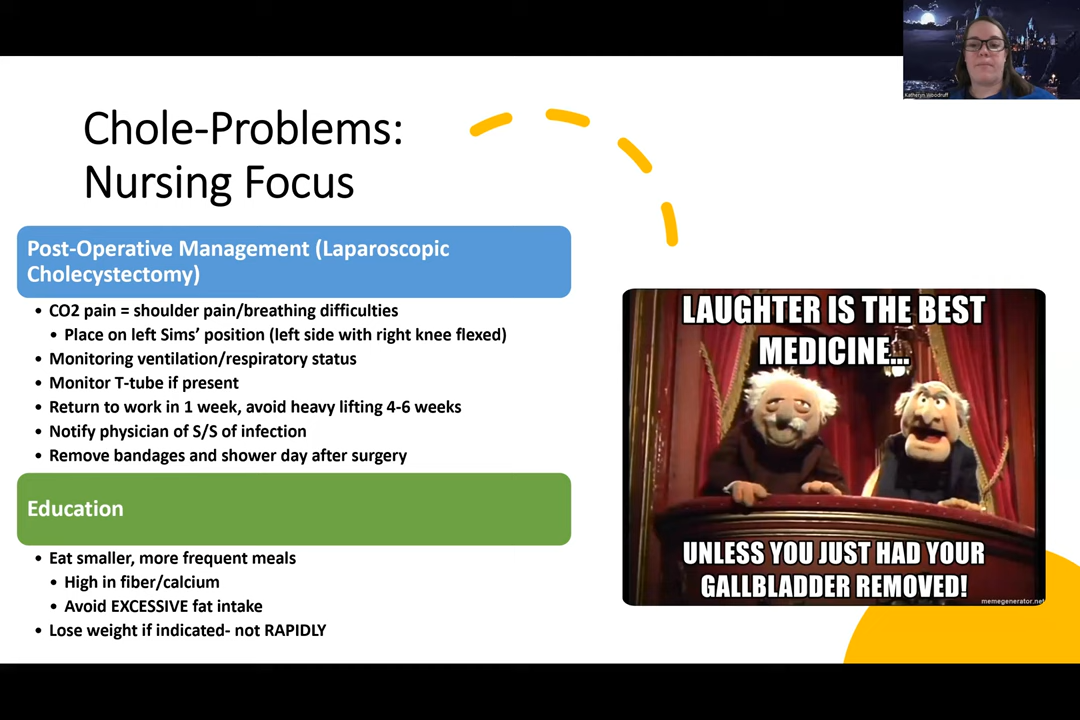 Katheryn Woodruff
Chole-Problems:
Nursing Focus
Post-Operative Management (Laparoscopic
Cholecystectomy)
• CO2 pain = shoulder pain/breathing difficulties
• Place on left Sims’ position (left side with right knee flexed)
• Monitoring ventilation/respiratory status
• Monitor T-tube if present
• Return to work in 1 week, avoid heavy lifting 4-6 weeks
• Notify physician of S/S of infection
• Remove bandages and shower day after surgery
Education
• Eat smaller, more frequent meals
• High in fiber/calcium
• Avoid EXCESSIVE fat intake
• Lose weight if indicated- not RAPIDLY
LAUGHTER IS THE BEST
MEDICINE...
UNLESS YOU JUST HAD YOUR
GALLBLADDER REMOVED!
memegenerator.net